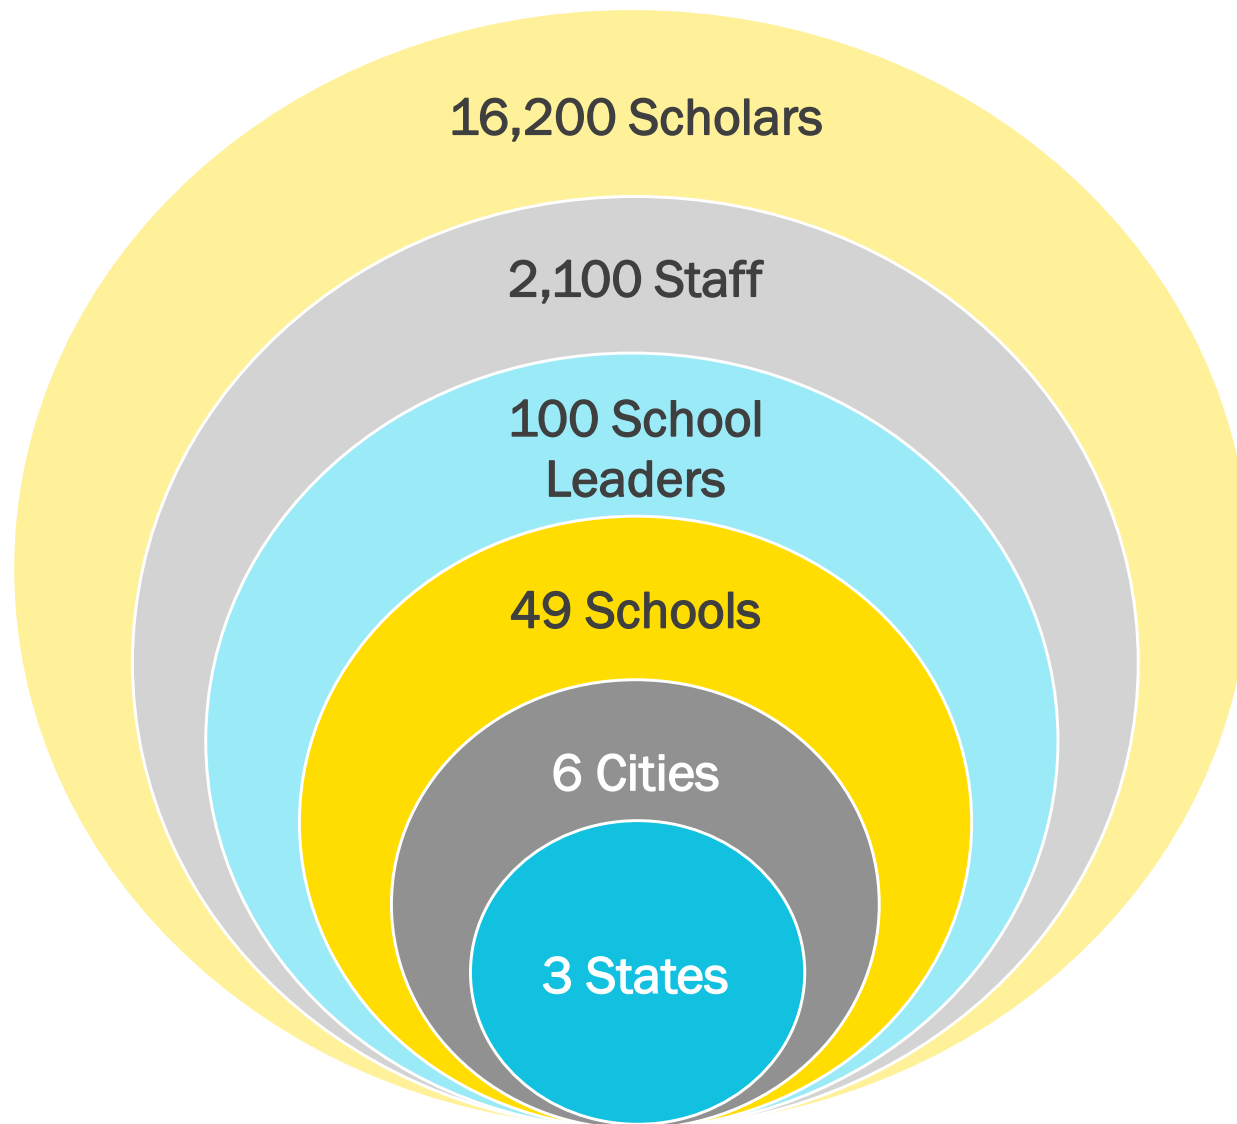 16,200 Scholars
2,100 Staff
100 School
Leaders
49 Schools
6 Cities
3 States